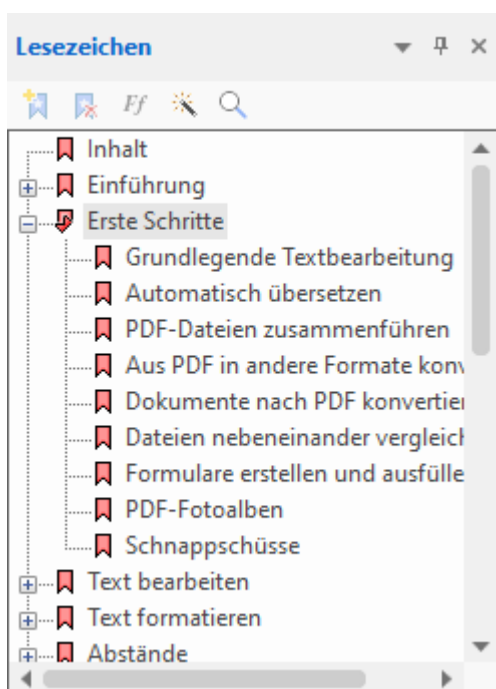 Lesezeichen
Ff
Inhalt
Einführung
Erste Schritte
Grundlegende Textbearbeitung
Automatisch übersetzen
PDF-Dateien zusammenführen
Aus PDF in andere Formate konv
Dokumente nach PDF konvertie
Dateien nebeneinander vergleich
Formulare erstellen und ausfülle
PDF-Fotoalben
Schnappschüsse
Text bearbeiten
Text formatieren
Abstände